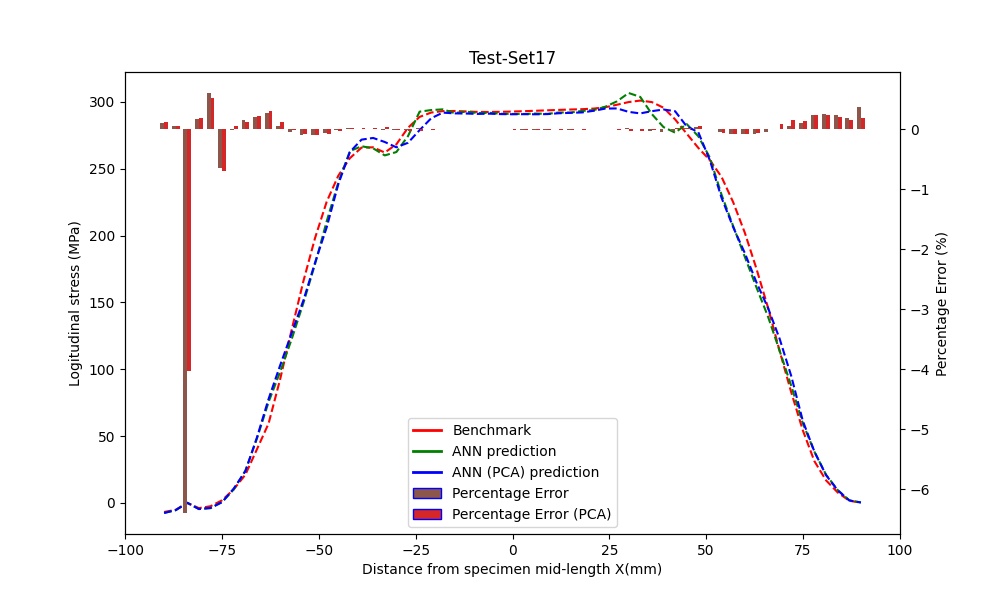 Test-Set17
300
250
200
150
100
50
0
Logitudinal stress (MPa)
0
−1
−2
−3
−4
−5
−6
Percentage Error (%)
Benchmark
ANN prediction
ANN (PCA) prediction
Percentage Error
Percentage Error (PCA)
−100 −75 −50 −25 0 25 50 75 100
Distance from specimen mid-length X(mm)